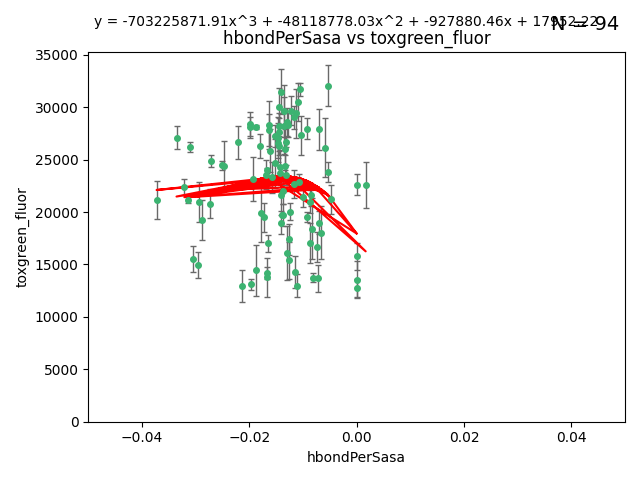 y = -703225871.91x^3 + -48118778.03x^2 + -927880.46x + 17952.22
N = 94
hbondPerSasa vs toxgreen_fluor
35000
30000
25000
20000
15000
10000
5000
0
toxgreen_fluor
−0.04 −0.02 0.00 0.02 0.04
hbondPerSasa